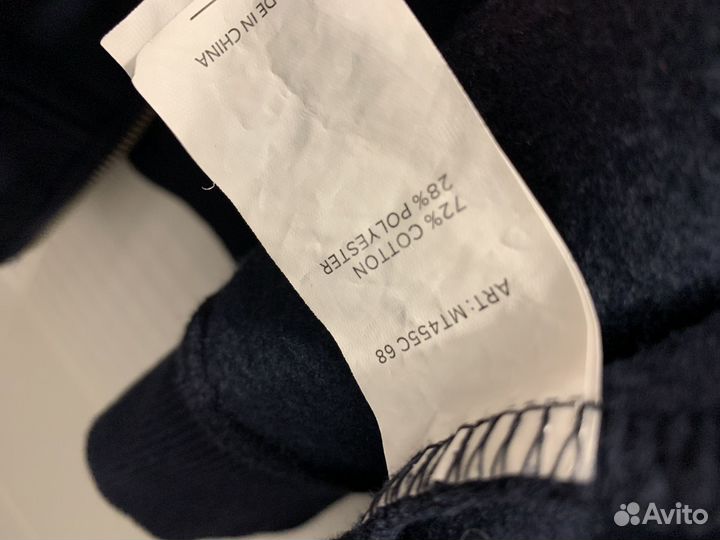 ART: MT455C 68
72% COTTON
28% POLYESTER
DE IN CHINA
Avito